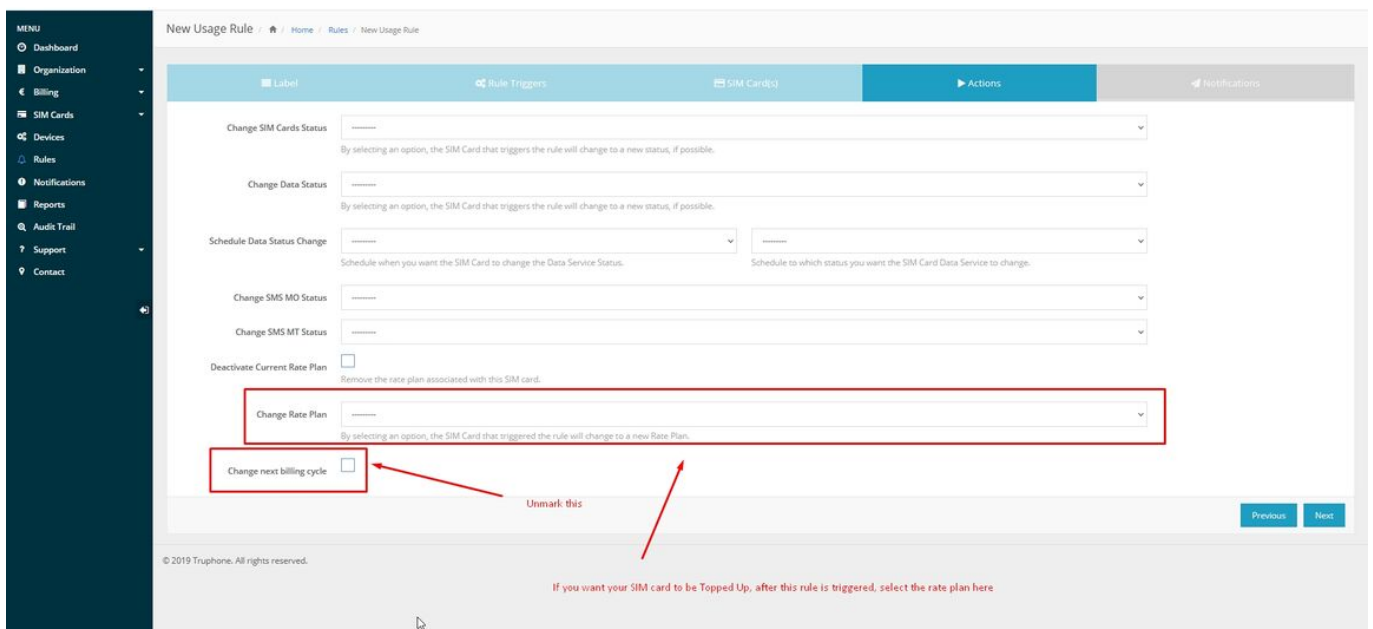 MENU
Dashboard
Organization
€ Billing
SIM Cards
Devices
Rules
Notifications
Reports
Audit Trail
? Support
Contact
New Usage Rule / / Home / Rules / New Usage Rule
Label
Rule Triggers
SIM Card(s)
Actions
Notifications
Change SIM Cards Status
---------
By selecting an option, the SIM Card that triggers the rule will change to a new status, if possible.
Change Data Status
---------
By selecting an option, the SIM Card that triggers the rule will change to a new status, if possible.
Schedule Data Status Change
---------
---------
Schedule when you want the SIM Card to change the Data Service Status.
Schedule to which status you want the SIM Card Data Service to change.
Change SMS MO Status
---------
Change SMS MT Status
---------
Deactivate Current Rate Plan
Remove the rate plan associated with this SIM card.
Change Rate Plan
---------
By selecting an option, the SIM Card that triggered the rule will change to a new Rate Plan.
Change next billing cycle
Unmark this
Previous
Next
© 2019 Truphone. All rights reserved.
If you want your SIM card to be Topped Up, after this rule is triggered, select the rate plan here